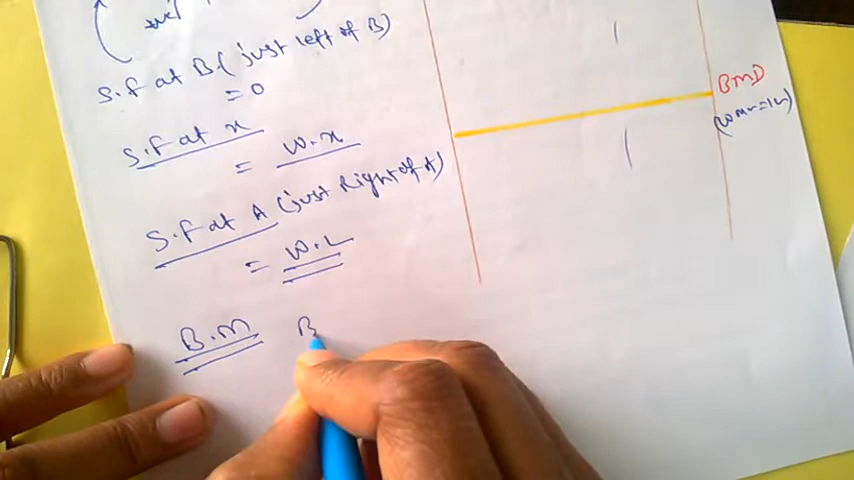 S.F at B (just left of B)
= 0
S.F at x
= w.x
S.F at A (just Right of A)
= w.L
B.M B
BMD